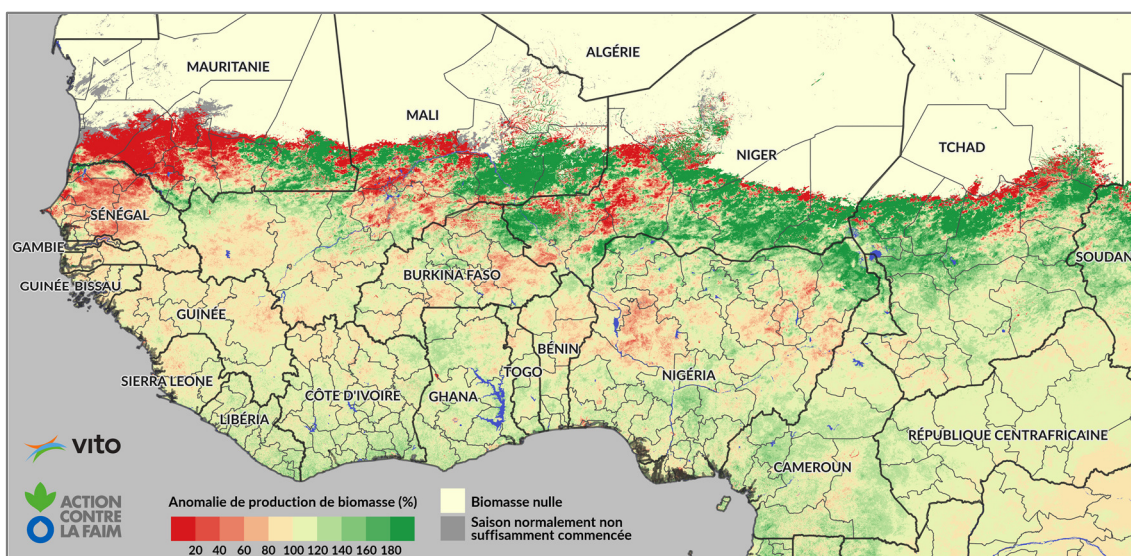 ALGÉRIE
MAURITANIE
MALI
NIGER
TCHAD
SÉNÉGAL
GAMBIE
SOUDAN
BURKINA FASO
GUINÉE BISSAU
GUINÉE
BÉNIN
TOGO
NIGÉRIA
SIERRA LEONE
CÔTE D'IVOIRE
GHANA
LIBÉRIA
RÉPUBLIQUE CENTRAFRICAINE
CAMEROUN
vito
ACTION
CONTRE
LA FAIM
Anomalie de production de biomasse (%)
20 40 60 80 100 120 140 160 180
Biomasse nulle
Saison normalement non
suffisamment commencée